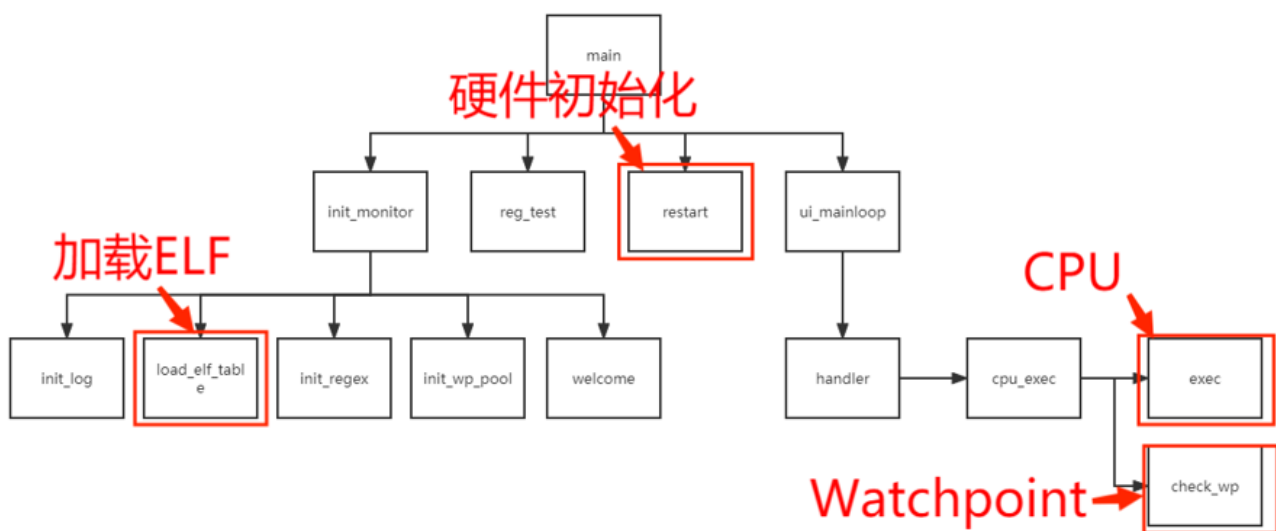 main
硬件初始化
init_monitor
reg_test
restart
ui_mainloop
加载ELF
CPU
init_log
load_elf_tabl
e
init_regex
init_wp_pool
welcome
handler
cpu_exec
exec
Watchpoint
check_wp